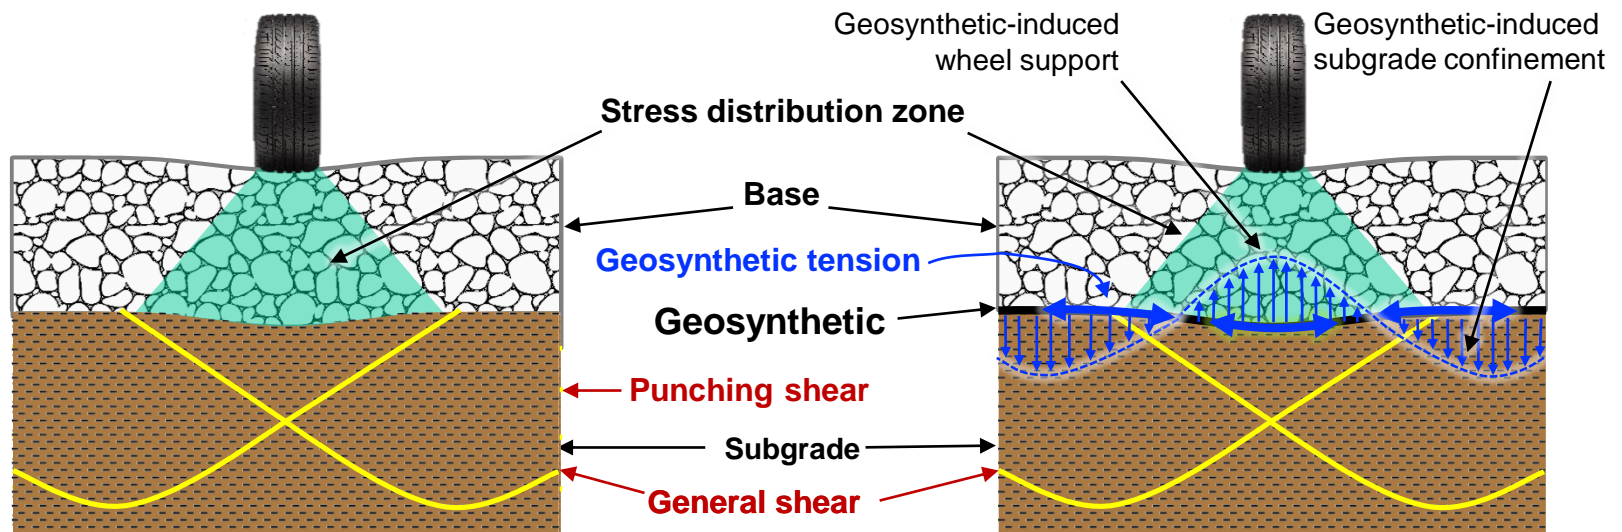 Geosynthetic-induced
wheel support
Geosynthetic-induced
subgrade confinement
Stress distribution zone
Base
Geosynthetic tension
Geosynthetic
Punching shear
Subgrade
General shear